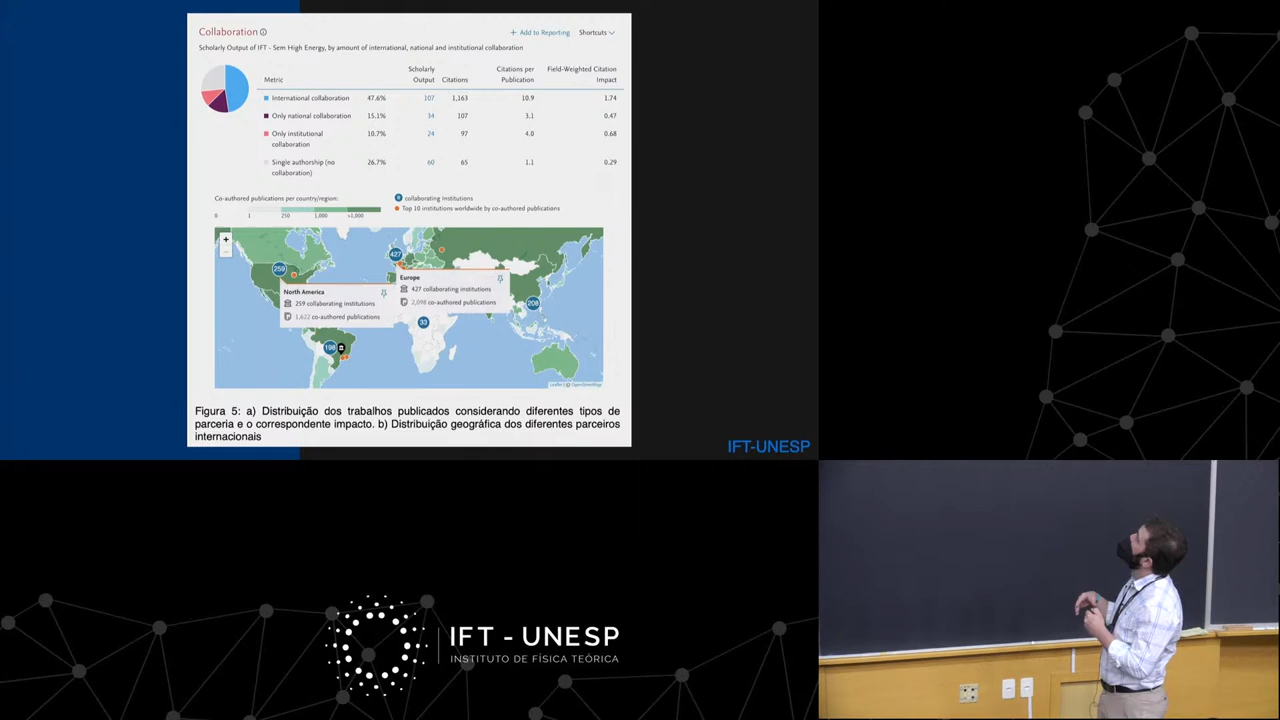 Collaboration
+ Add to Reporting Shortcuts
Scholarly Output of IFT - Sem High Energy, by amount of international, national and institutional collaboration
Metric Scholarly Output Citations Citations per Publication Field-Weighted Citation Impact
International collaboration 47.6% 107 1,163 10.9 1.74
Only national collaboration 15.1% 34 107 3.1 0.47
Only institutional collaboration 10.7% 24 97 4.0 0.68
Single authorship (no collaboration) 26.7% 60 65 1.1 0.29
Co-authored publications per country/region:
0 1 250 1,000 >1,000
collaborating institutions
Top 10 institutions worldwide by co-authored publications
+
−
259
427
208
33
198
North America
259 collaborating institutions
1,622 co-authored publications
Europe
427 collaborating institutions
2,098 co-authored publications
Leaflet | © OpenStreetMap
Figura 5: a) Distribuição dos trabalhos publicados considerando diferentes tipos de
parceria e o correspondente impacto. b) Distribuição geográfica dos diferentes parceiros
internacionais
IFT-UNESP
IFT - UNESP
INSTITUTO DE FÍSICA TEÓRICA